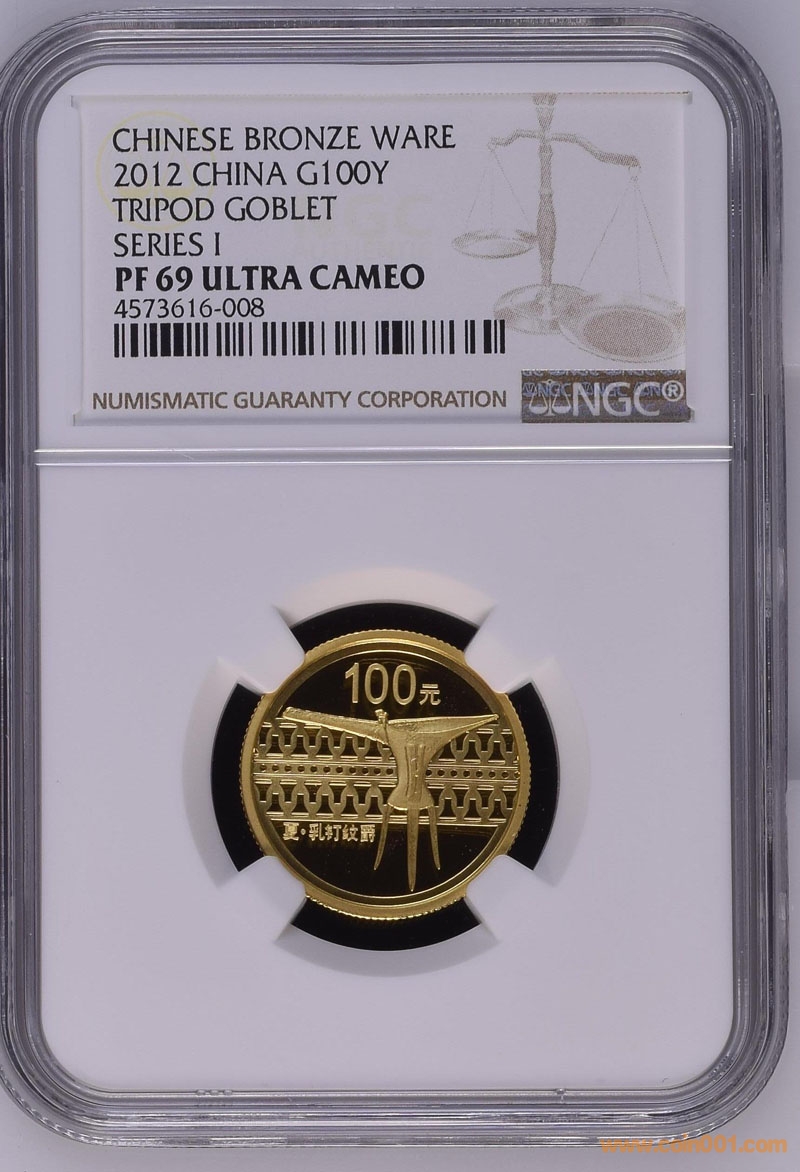 CHINESE BRONZE WARE
2012 CHINA G100Y
TRIPOD GOBLET
SERIES I
PF 69 ULTRA CAMEO
4573616-008
NUMISMATIC GUARANTY CORPORATION
NGC®
100元
夏·乳钉纹爵
www.coin001.com